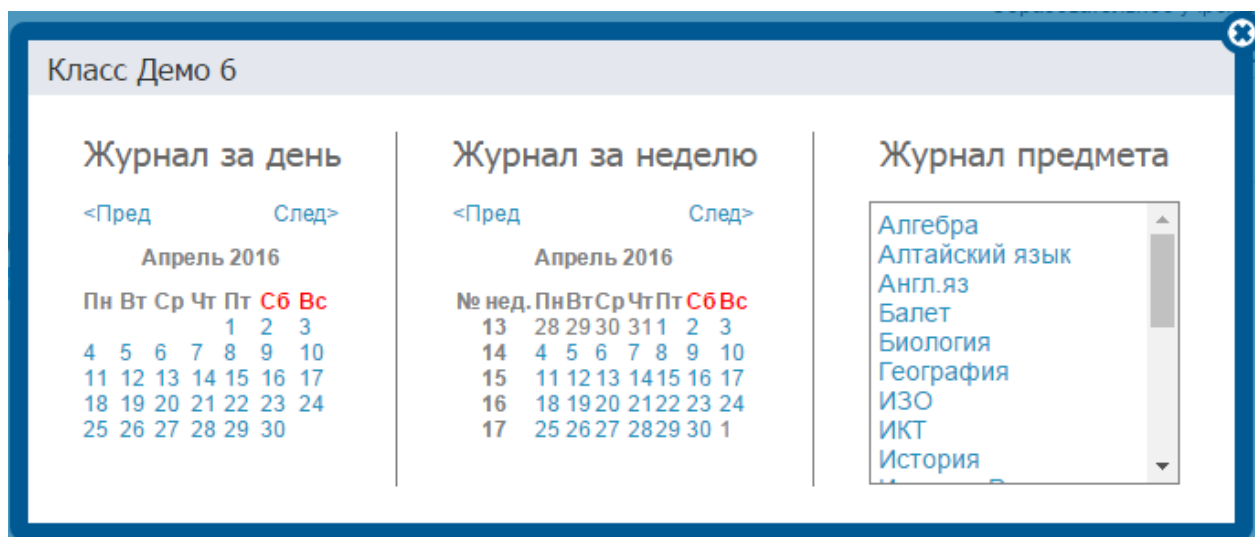 Класс Демо 6
Журнал за день
<Пред След>
Апрель 2016
Пн Вт Ср Чт Пт Сб Вс
1 2 3
4 5 6 7 8 9 10
11 12 13 14 15 16 17
18 19 20 21 22 23 24
25 26 27 28 29 30
Журнал за неделю
<Пред След>
Апрель 2016
№ нед. Пн Вт Ср Чт Пт Сб Вс
13 28 29 30 31 1 2 3
14 4 5 6 7 8 9 10
15 11 12 13 14 15 16 17
16 18 19 20 21 22 23 24
17 25 26 27 28 29 30 1
Журнал предмета
Алгебра
Алтайский язык
Англ.яз
Балет
Биология
География
ИЗО
ИКТ
История